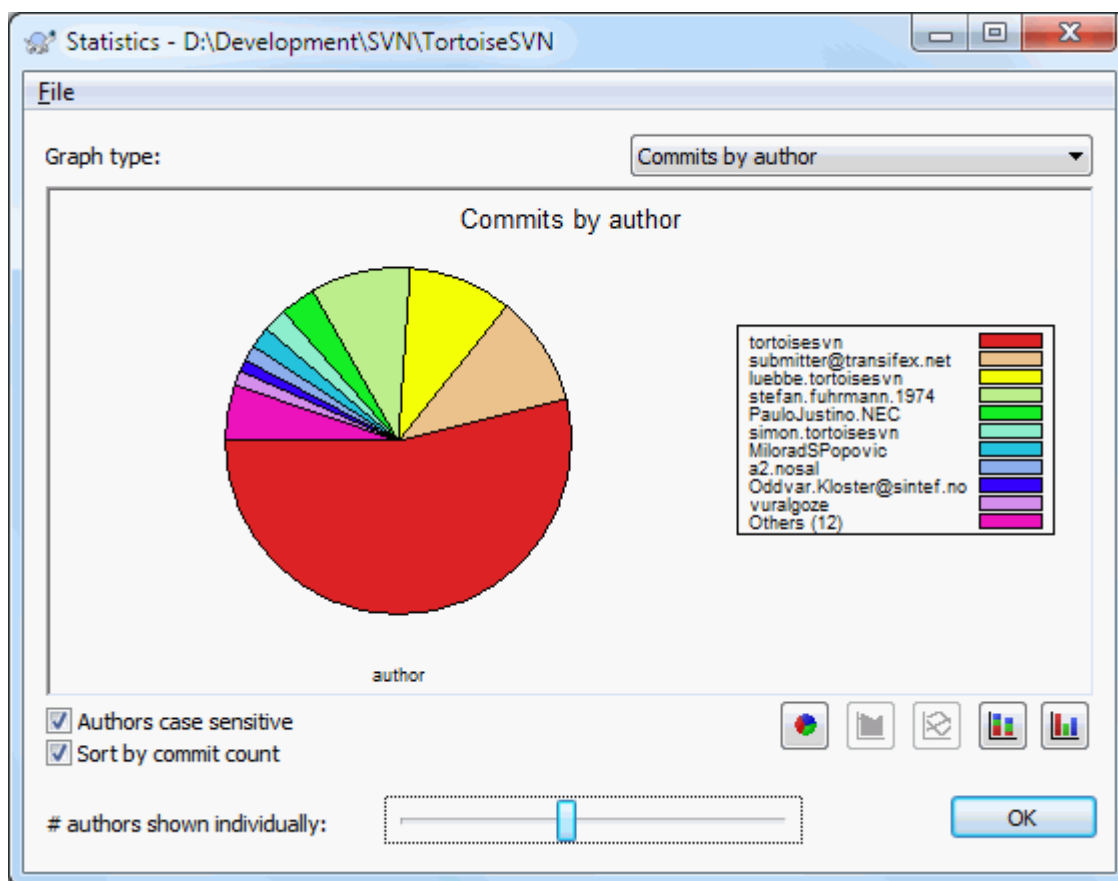 Statistics - D:\Development\SVN\TortoiseSVN
File
Graph type:
Commits by author
Commits by author
tortoisesvn
submitter@transifex.net
luebbe.tortoisesvn
stefan.fuhrmann.1974
PauloJustino.NEC
simon.tortoisesvn
MiloradSPopovic
a2.nosal
Oddvar.Kloster@sintef.no
vuralgoze
Others (12)
author
Authors case sensitive
Sort by commit count
# authors shown individually:
OK